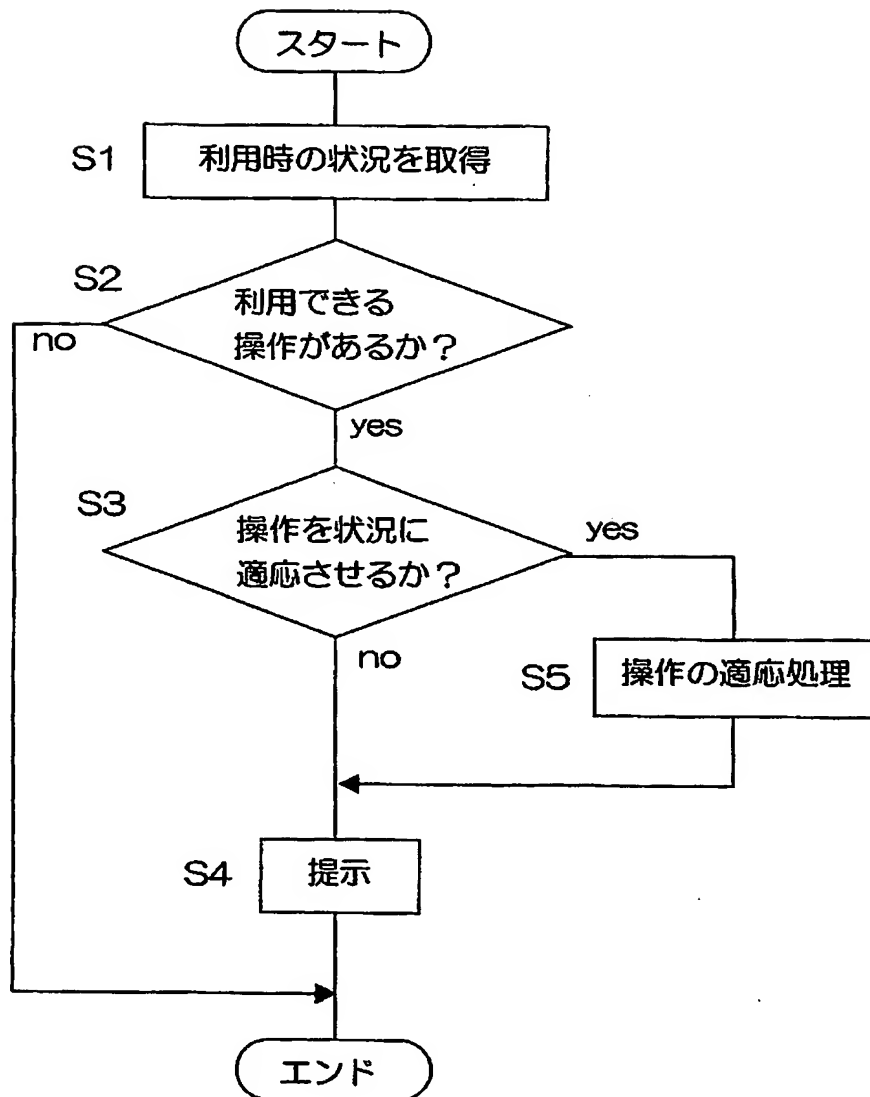 スタート
S1
利用時の状況を取得
S2
利用できる
操作があるか？
no
yes
S3
操作を状況に
適応させるか？
yes
no
S5
操作の適応処理
S4
提示
エンド